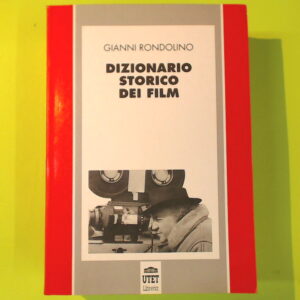 GIANNI RONDOLINO
DIZIONARIO
STORICO
DEI FILM
UTET
Libreria